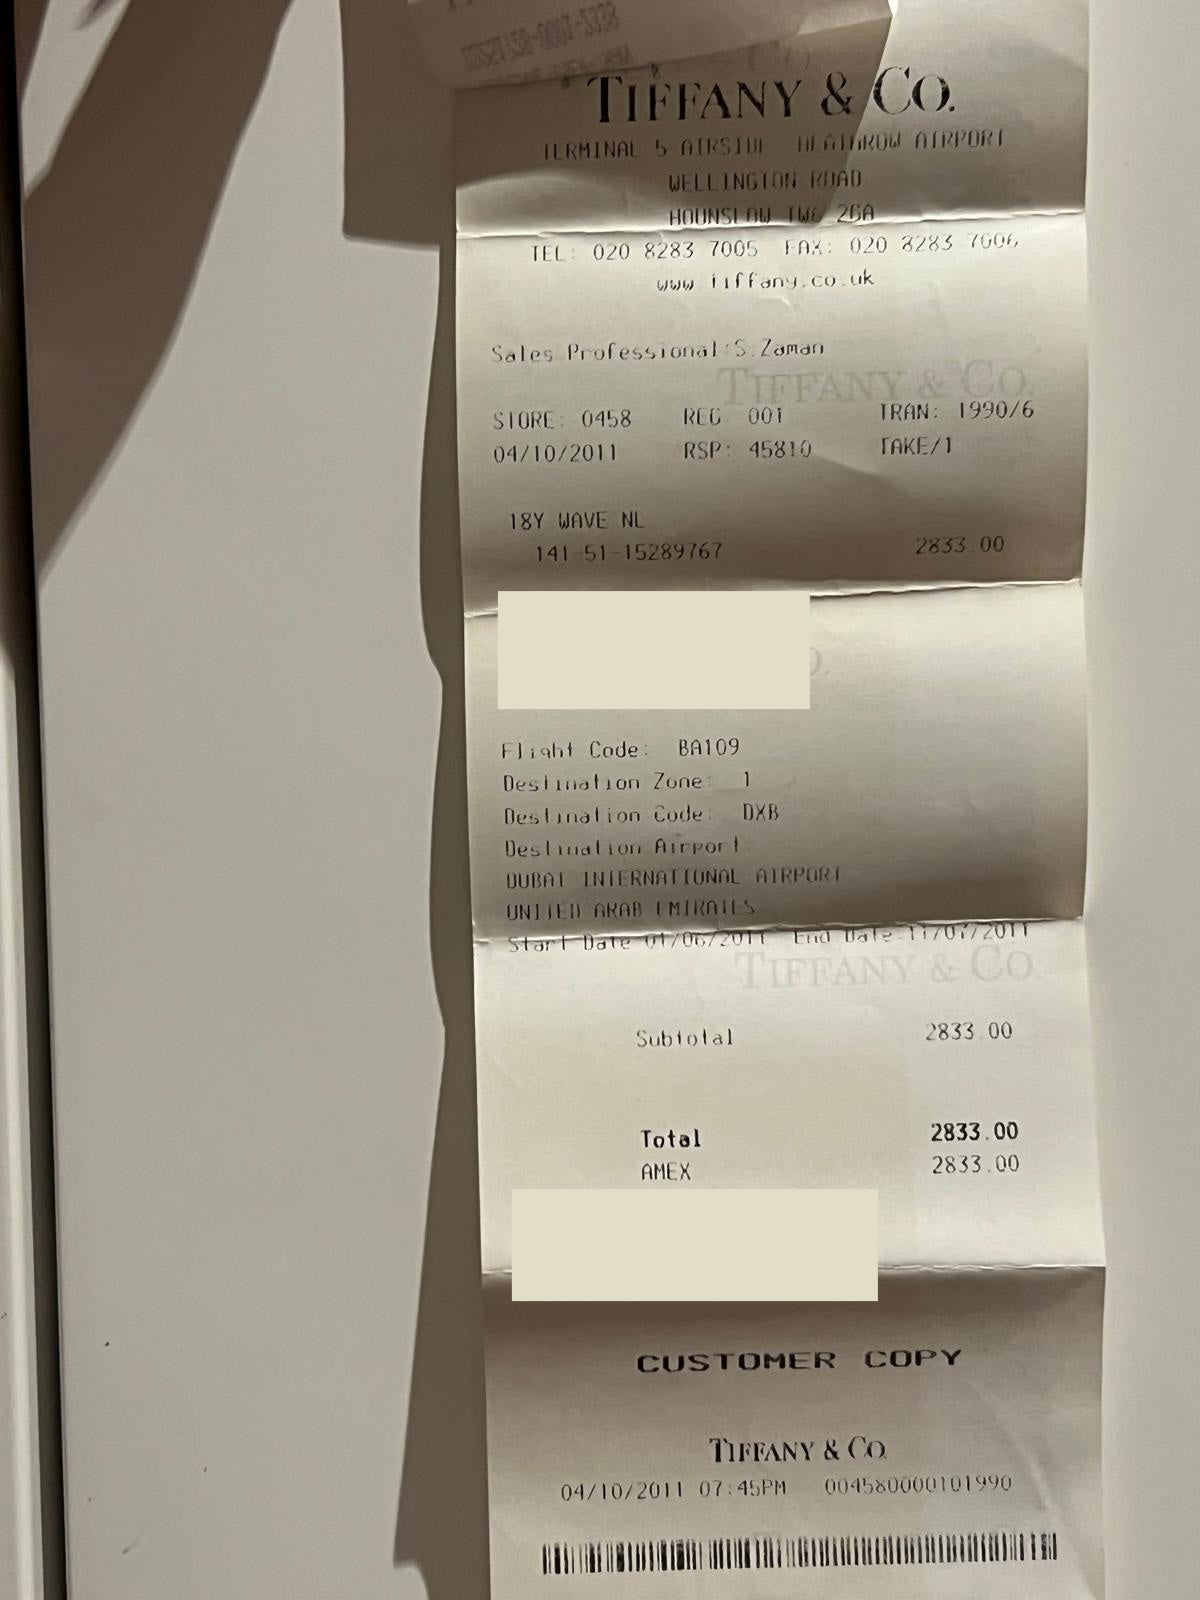 TIFFANY & CO.
TERMINAL 5 AIRSIDE HEATHROW AIRPORT
WELLINGTON ROAD
HOUNSLOW TW6 2GA
TEL: 020 8283 7005 FAX: 020 8283 7006
www.tiffany.co.uk
Sales Professional:S.Zaman
TIFFANY & CO.
STORE: 0458 REG 001 TRAN: 1990/6
04/10/2011 RSP: 45810 TAKE/1
18Y WAVE NL
141-51-15289767 2833.00
Flight Code: BA109
Destination Zone: 1
Destination Code: DXB
Destination Airport:
DUBAI INTERNATIONAL AIRPORT
UNITED ARAB EMIRATES
Start Date 01/06/2011 End Date 11/07/2011
TIFFANY & CO.
Subtotal 2833.00
Total 2833.00
AMEX 2833.00
CUSTOMER COPY
TIFFANY & CO.
04/10/2011 07:45PM 004580000101990